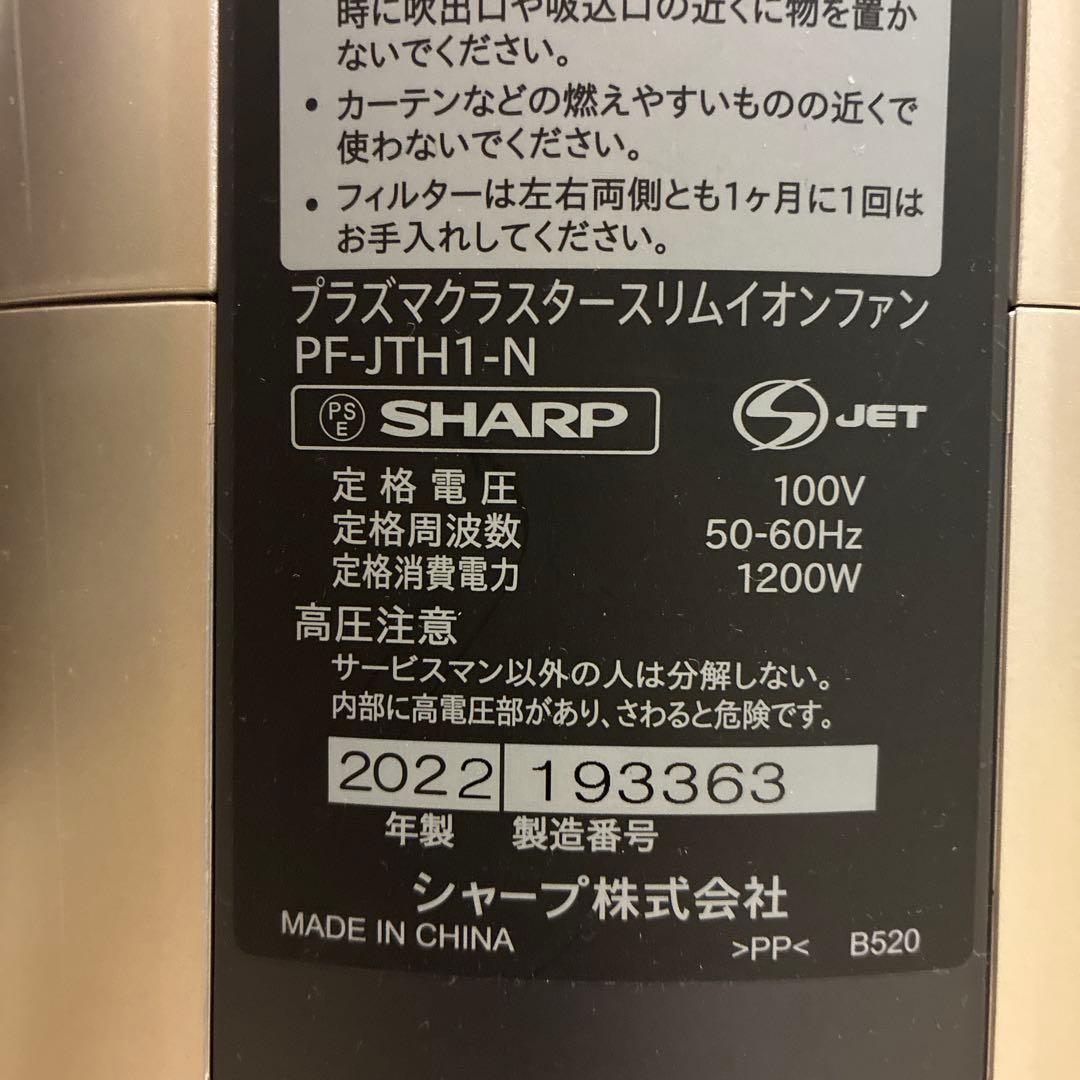 時に吹出口や吸込口の近くに物を置か
ないでください。
• カーテンなどの燃えやすいものの近くで
使わないでください。
• フィルターは左右両側とも1ヶ月に1回は
お手入れしてください。
プラズマクラスタースリムイオンファン
PF-JTH1-N
PSE SHARP S JET
定格電圧 100V
定格周波数 50-60Hz
定格消費電力 1200W
高圧注意
サービスマン以外の人は分解しない。
内部に高電圧部があり、さわると危険です。
2022 193363
年製 製造番号
シャープ株式会社
MADE IN CHINA >PP< B520